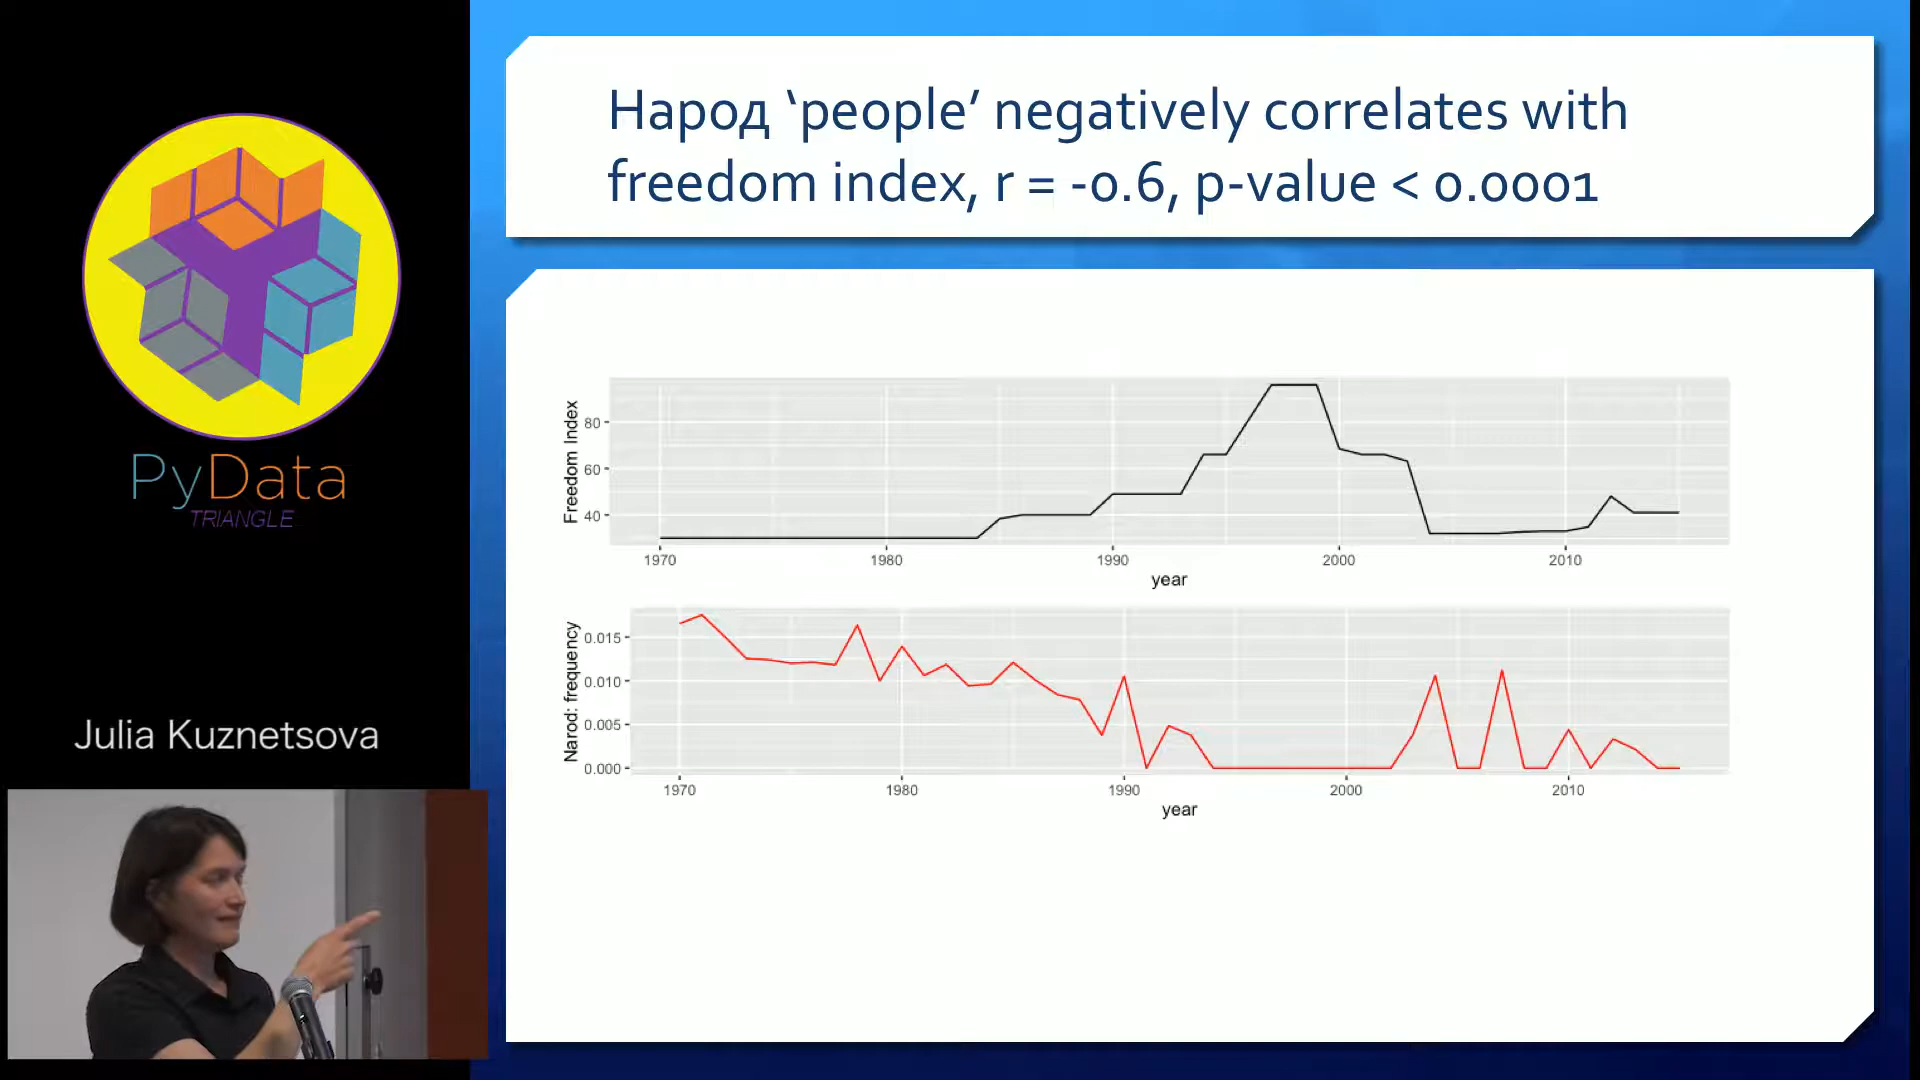 PyData
TRIANGLE
Julia Kuznetsova
Народ ‘people’ negatively correlates with
freedom index, r = -0.6, p-value < 0.0001
Freedom Index
80
60
40
1970 1980 1990 2000 2010
year
Narod: frequency
0.015
0.010
0.005
0.000
1970 1980 1990 2000 2010
year